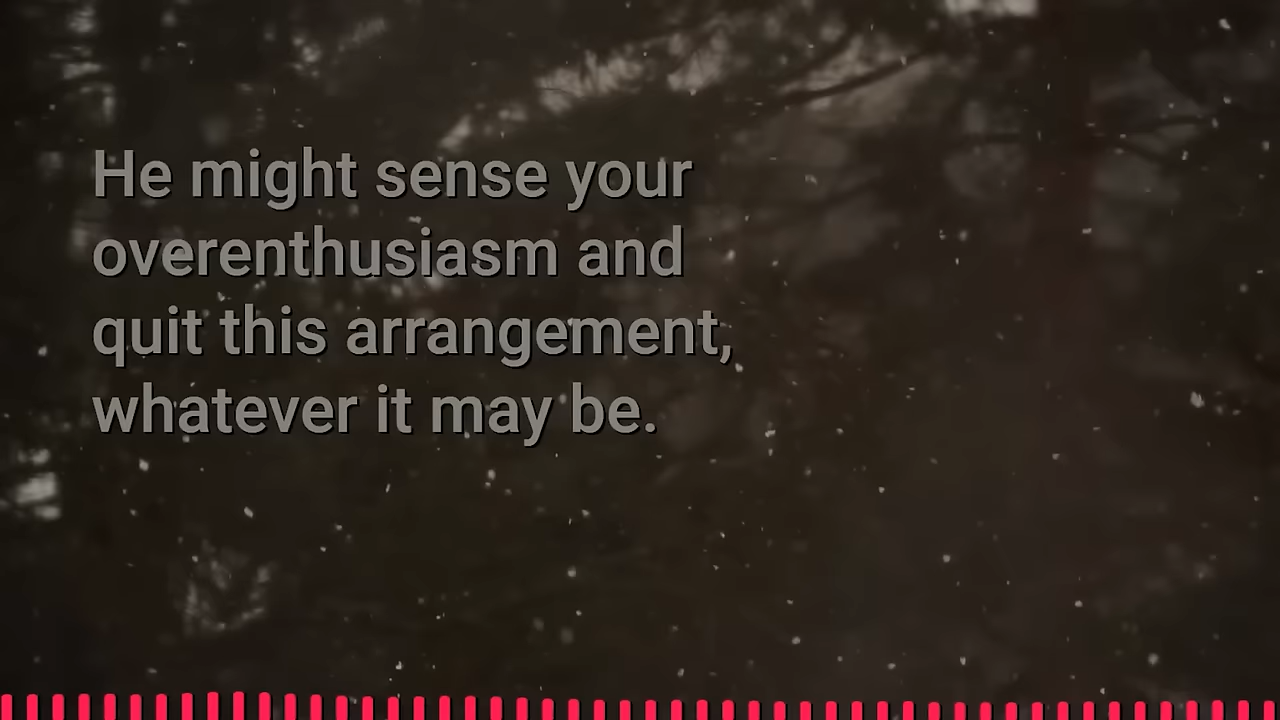 He might sense your
overenthusiasm and
quit this arrangement,
whatever it may be.